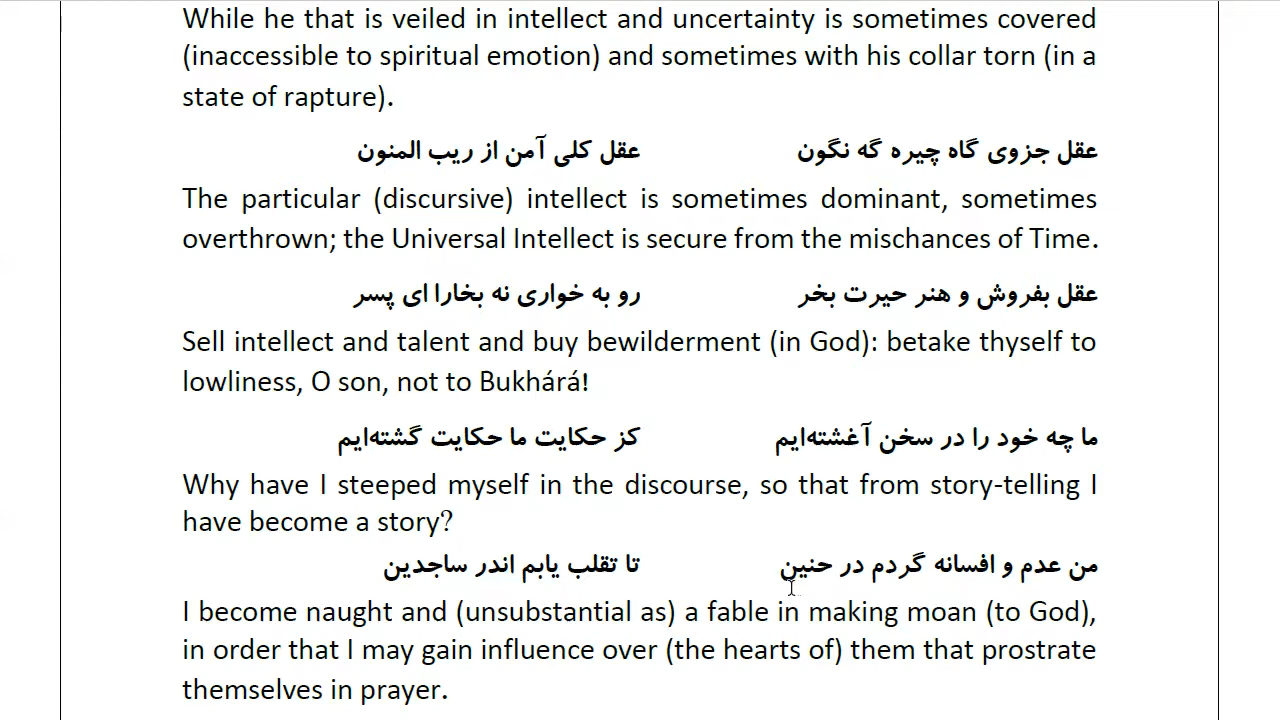 While he that is veiled in intellect and uncertainty is sometimes covered
(inaccessible to spiritual emotion) and sometimes with his collar torn (in a
state of rapture).
عقل جزوی گاه چیره گه نگون عقل کلی آمن از ریب المنون
The particular (discursive) intellect is sometimes dominant, sometimes
overthrown; the Universal Intellect is secure from the mischances of Time.
عقل بفروش و هنر حیرت بخر رو به خواری نه بخارا ای پسر
Sell intellect and talent and buy bewilderment (in God): betake thyself to
lowliness, O son, not to Bukhárá!
ما چه خود را در سخن آغشته‌ایم کز حکایت ما حکایت گشته‌ایم
Why have I steeped myself in the discourse, so that from story-telling I
have become a story?
من عدم و افسانه گردم در حنین تا تقلب یابم اندر ساجدین
I become naught and (unsubstantial as) a fable in making moan (to God),
in order that I may gain influence over (the hearts of) them that prostrate
themselves in prayer.